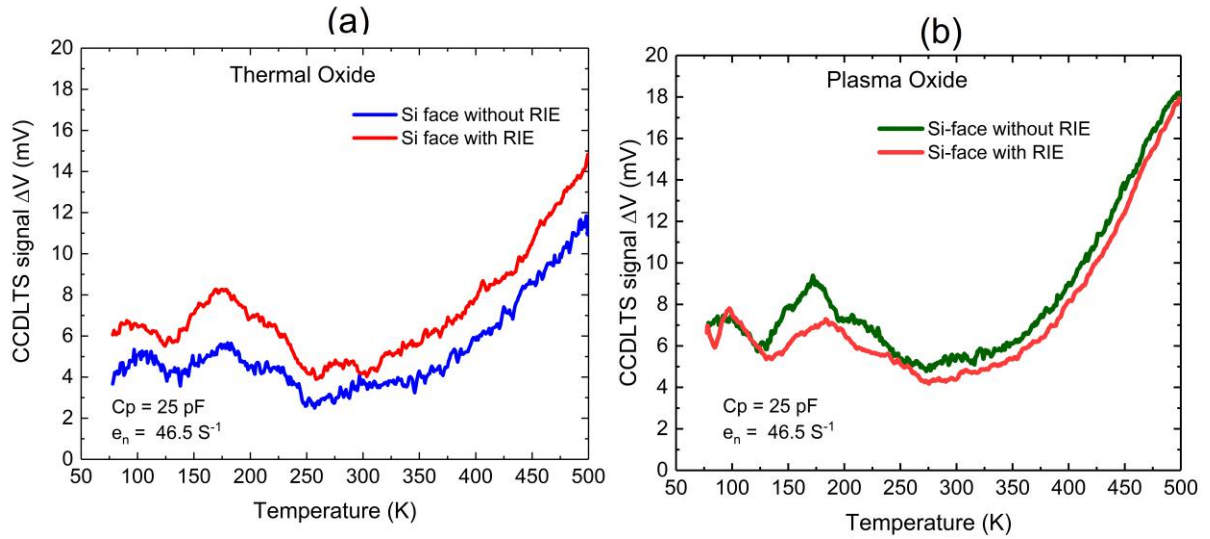 (a)
Thermal Oxide
Si face without RIE
Si face with RIE
Cp = 25 pF
eₙ = 46.5 S⁻¹
CCDLTS signal ΔV (mV)
0
2
4
6
8
10
12
14
16
18
20
50 100 150 200 250 300 350 400 450 500
Temperature (K)
(b)
Plasma Oxide
Si-face without RIE
Si-face with RIE
Cp = 25 pF
eₙ = 46.5 S⁻¹
CCDLTS signal ΔV (mV)
0
2
4
6
8
10
12
14
16
18
20
50 100 150 200 250 300 350 400 450 500
Temperature (K)